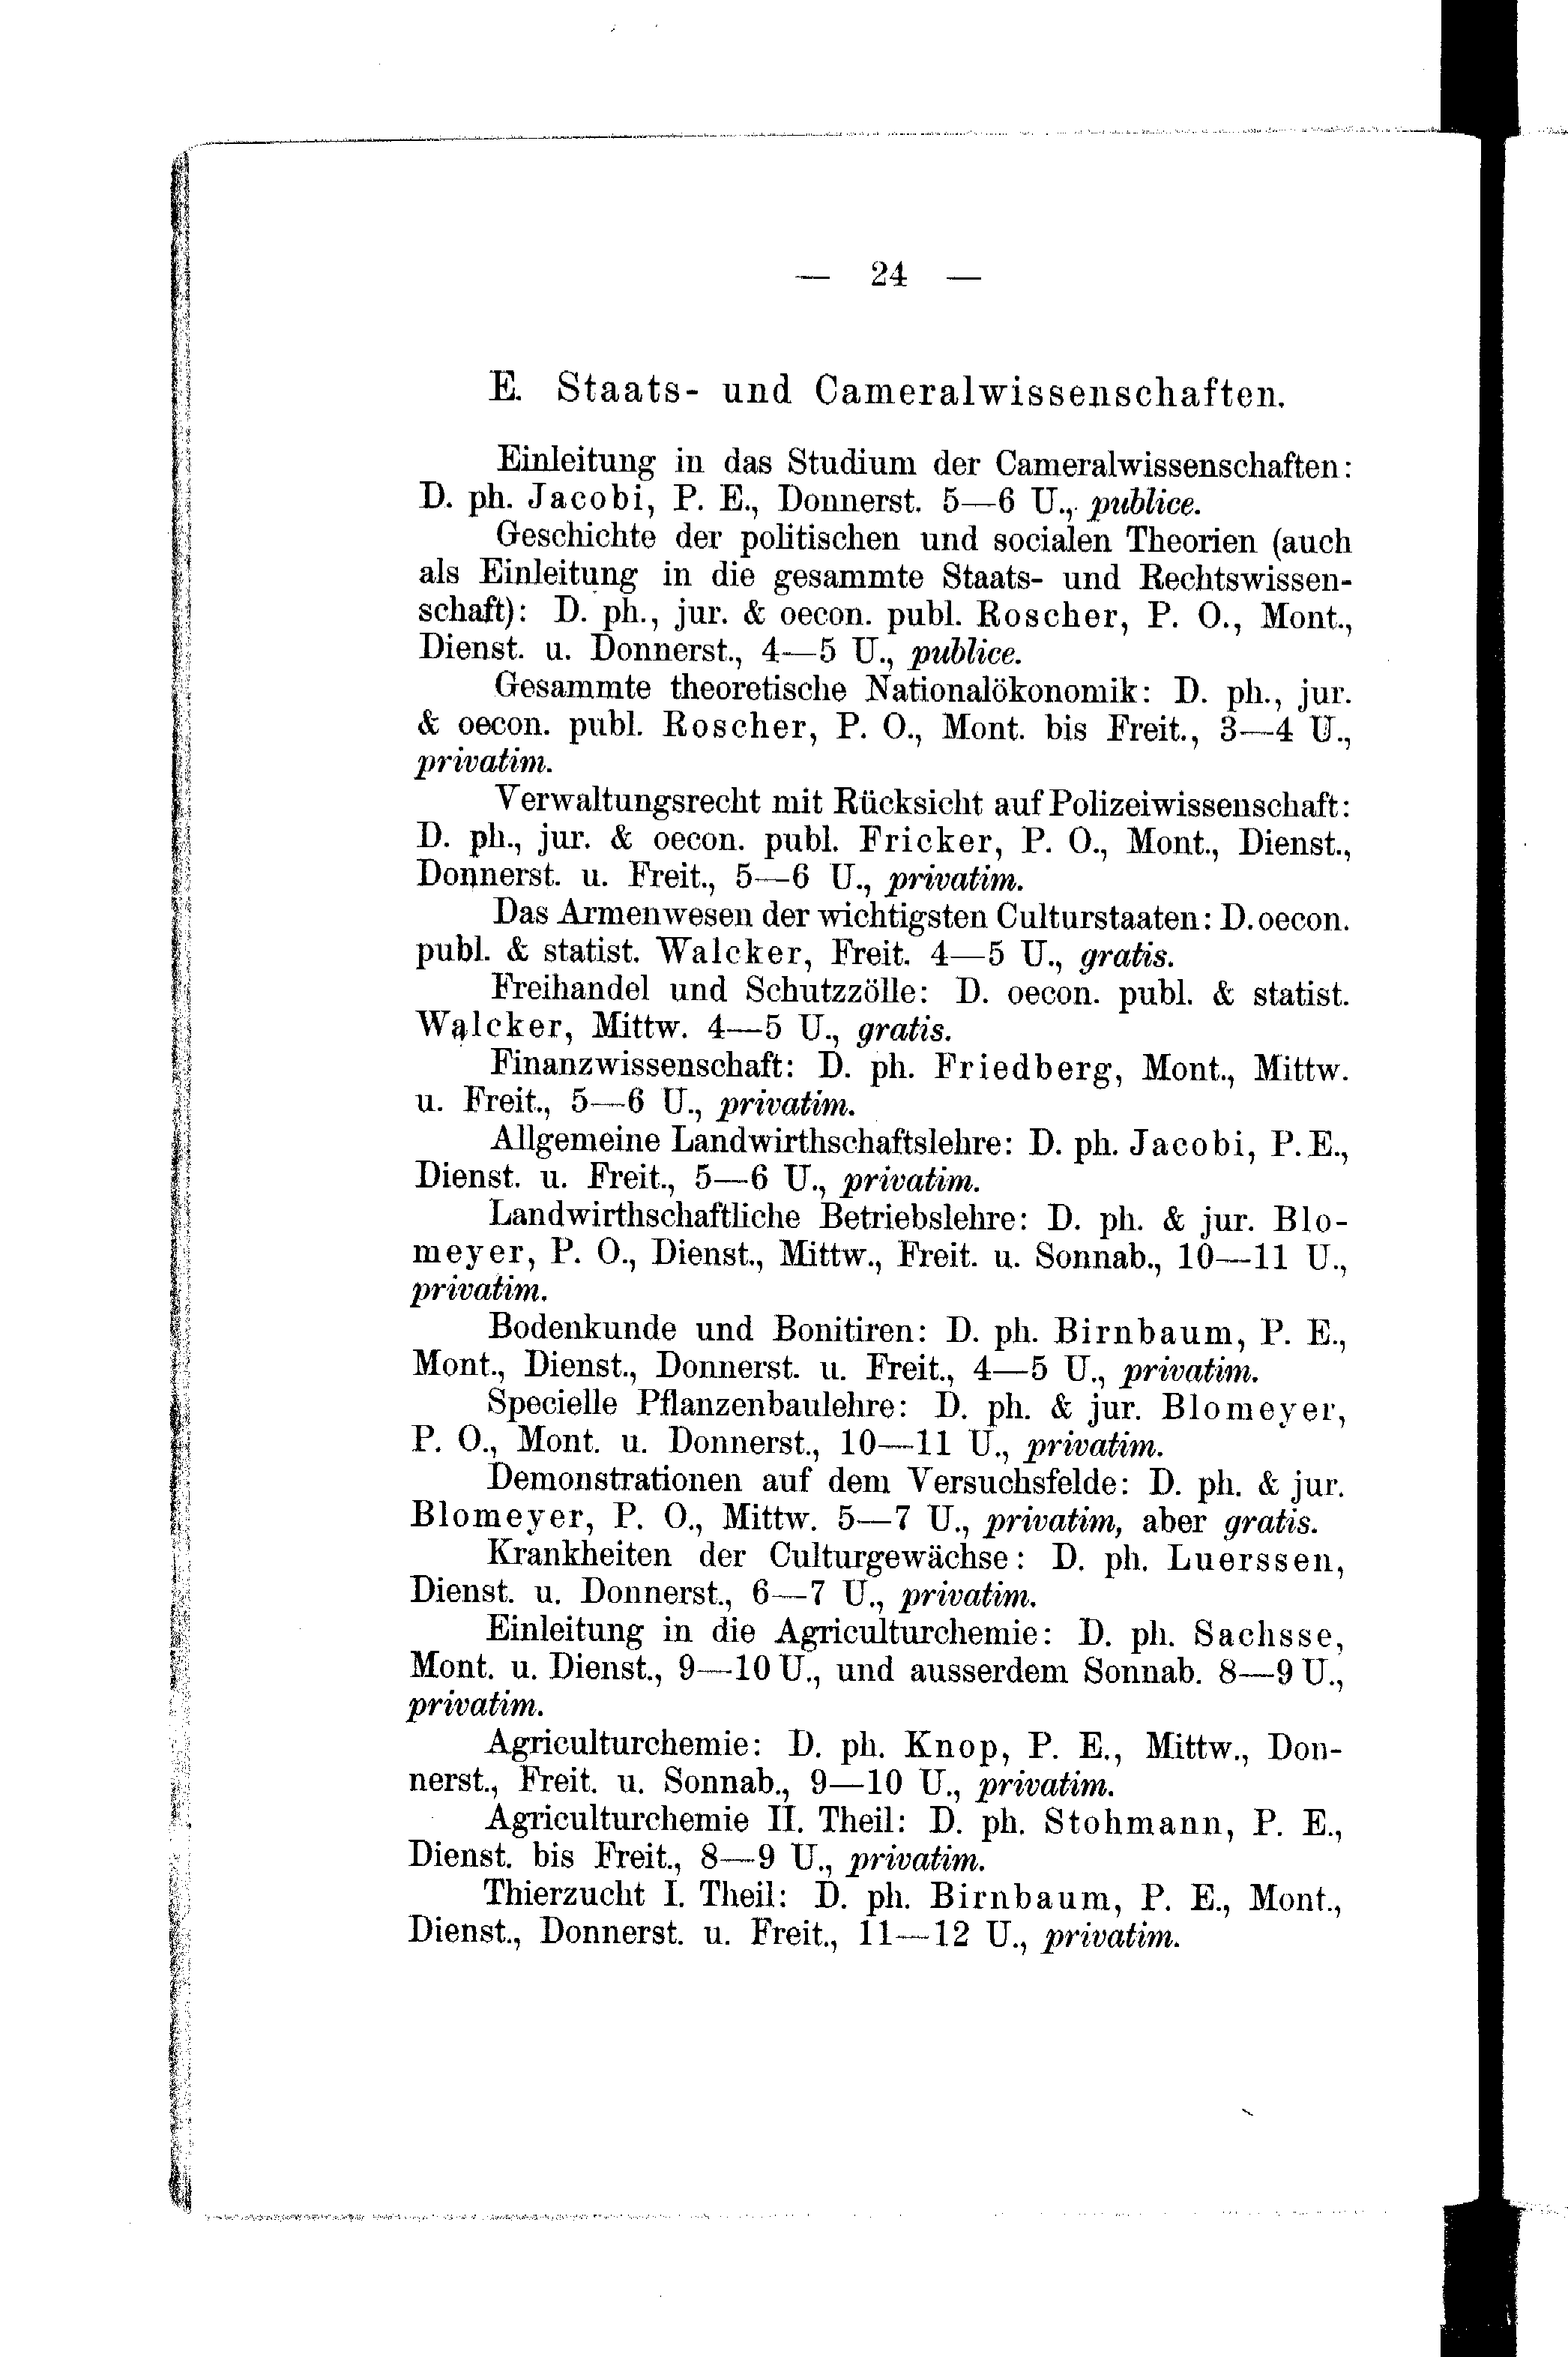 — 24 —
E. Staats- und Cameralwissenschaften.
Einleitung in das Studium der Cameralwissenschaften:
D. ph. Jacobi, P. E., Donnerst. 5—6 U., publice.
Geschichte der politischen und socialen Theorien (auch
als Einleitung in die gesammte Staats- und Rechtswissen-
schaft): D. ph., jur. & oecon. publ. Roscher, P. O., Mont.,
Dienst. u. Donnerst., 4—5 U., publice.
Gesammte theoretische Nationalökonomik: D. ph., jur.
& oecon. publ. Roscher, P. O., Mont. bis Freit., 3—4 U.,
privatim.
Verwaltungsrecht mit Rücksicht auf Polizeiwissenschaft:
D. ph., jur. & oecon. publ. Fricker, P. O., Mont., Dienst.,
Donnerst. u. Freit., 5—6 U., privatim.
Das Armenwesen der wichtigsten Culturstaaten: D. oecon.
publ. & statist. Walcker, Freit. 4—5 U., gratis.
Freihandel und Schutzzölle: D. oecon. publ. & statist.
Walcker, Mittw. 4—5 U., gratis.
Finanzwissenschaft: D. ph. Friedberg, Mont., Mittw.
u. Freit., 5—6 U., privatim.
Allgemeine Landwirthschaftslehre: D. ph. Jacobi, P. E.,
Dienst. u. Freit., 5—6 U., privatim.
Landwirthschaftliche Betriebslehre: D. ph. & jur. Blo-
meyer, P. O., Dienst., Mittw., Freit. u. Sonnab., 10—11 U.,
privatim.
Bodenkunde und Bonitiren: D. ph. Birnbaum, P. E.,
Mont., Dienst., Donnerst. u. Freit., 4—5 U., privatim.
Specielle Pflanzenbaulehre: D. ph. & jur. Blomeyer,
P. O., Mont. u. Donnerst., 10—11 U., privatim.
Demonstrationen auf dem Versuchsfelde: D. ph. & jur.
Blomeyer, P. O., Mittw. 5—7 U., privatim, aber gratis.
Krankheiten der Culturgewächse: D. ph. Luerssen,
Dienst. u. Donnerst., 6—7 U., privatim.
Einleitung in die Agriculturchemie: D. ph. Sachsse,
Mont. u. Dienst., 9—10 U., und ausserdem Sonnab. 8—9 U.,
privatim.
Agriculturchemie: D. ph. Knop, P. E., Mittw., Don-
nerst., Freit. u. Sonnab., 9—10 U., privatim.
Agriculturchemie II. Theil: D. ph. Stohmann, P. E.,
Dienst. bis Freit., 8—9 U., privatim.
Thierzucht I. Theil: D. ph. Birnbaum, P. E., Mont.,
Dienst., Donnerst. u. Freit., 11—12 U., privatim.